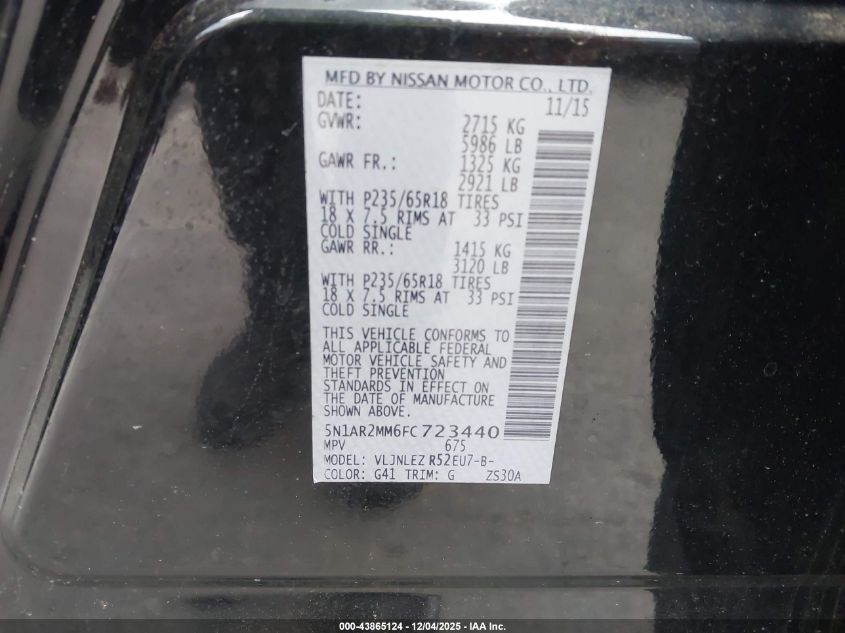 MFD BY NISSAN MOTOR CO., LTD.
DATE: 11/15
GVWR: 2715 KG
5986 LB
GAWR FR.: 1325 KG
2921 LB
WITH P235/65R18 TIRES
18 X 7.5 RIMS AT 33 PSI
COLD SINGLE
GAWR RR.: 1415 KG
3120 LB
WITH P235/65R18 TIRES
18 X 7.5 RIMS AT 33 PSI
COLD SINGLE
THIS VEHICLE CONFORMS TO
ALL APPLICABLE FEDERAL
MOTOR VEHICLE SAFETY AND
THEFT PREVENTION
STANDARDS IN EFFECT ON
THE DATE OF MANUFACTURE
SHOWN ABOVE.
5N1AR2MM6FC723440
MPV 675
MODEL: VLJNLEZ R52EU7-B-
COLOR: G41 TRIM: G ZS30A
000-43865124 - 12/04/2025 - IAA Inc.